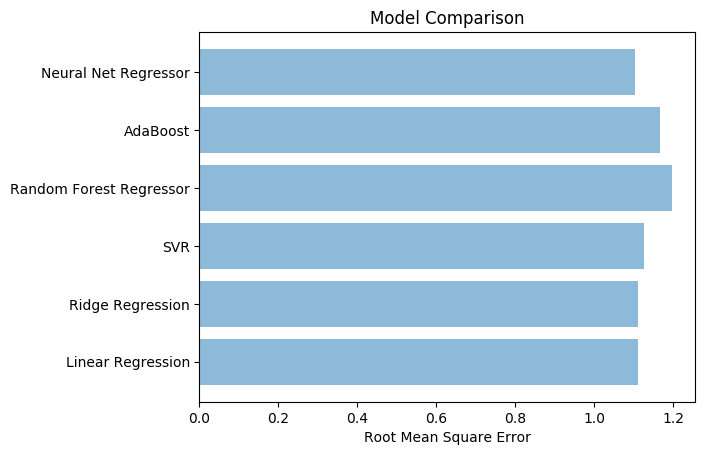 Model Comparison
Neural Net Regressor
AdaBoost
Random Forest Regressor
SVR
Ridge Regression
Linear Regression
0.0 0.2 0.4 0.6 0.8 1.0 1.2
Root Mean Square Error